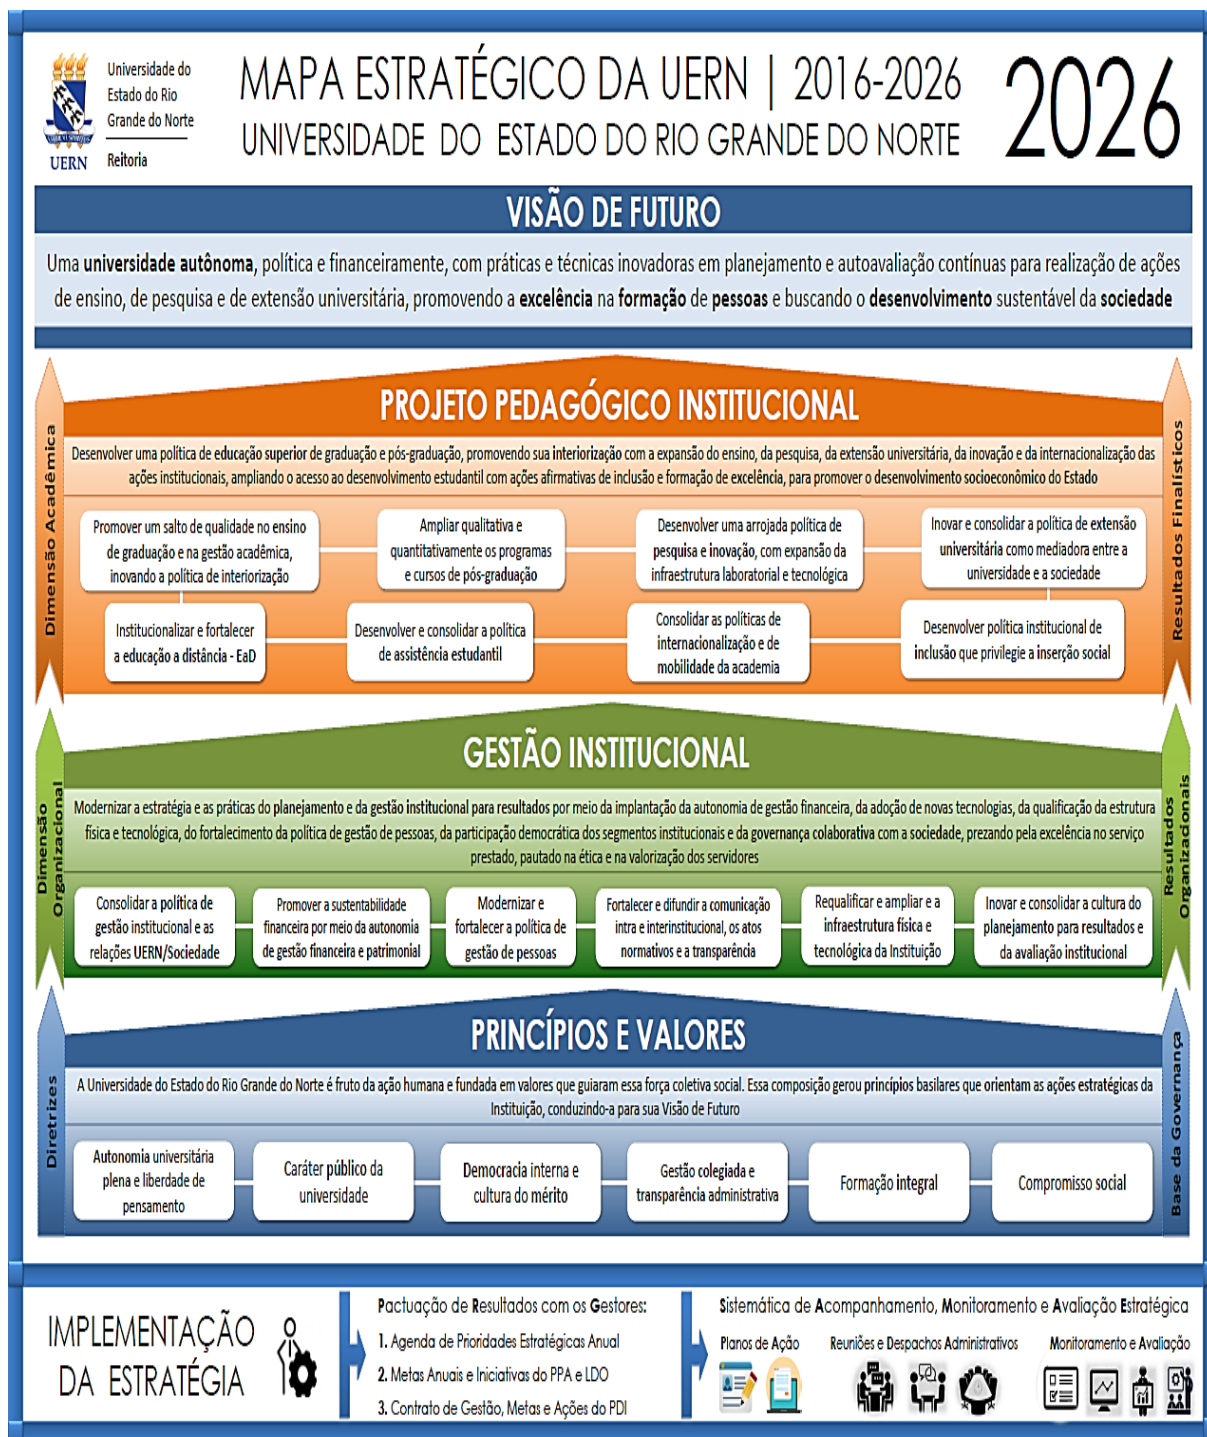 Universidade do
Estado do Rio
Grande do Norte
Reitoria
UERN
MAPA ESTRATÉGICO DA UERN | 2016-2026
UNIVERSIDADE DO ESTADO DO RIO GRANDE DO NORTE
2026
VISÃO DE FUTURO
Uma universidade autônoma, política e financeiramente, com práticas e técnicas inovadoras em planejamento e autoavaliação contínuas para realização de ações
de ensino, de pesquisa e de extensão universitária, promovendo a excelência na formação de pessoas e buscando o desenvolvimento sustentável da sociedade
Dimensão Acadêmica
Resultados Finalísticos
PROJETO PEDAGÓGICO INSTITUCIONAL
Desenvolver uma política de educação superior de graduação e pós-graduação, promovendo sua interiorização com a expansão do ensino, da pesquisa, da extensão universitária, da inovação e da internacionalização das
ações institucionais, ampliando o acesso ao desenvolvimento estudantil com ações afirmativas de inclusão e formação de excelência, para promover o desenvolvimento socioeconômico do Estado
Promover um salto de qualidade no ensino
de graduação e na gestão acadêmica,
inovando a política de interiorização
Ampliar qualitativa e
quantitativamente os programas
e cursos de pós-graduação
Desenvolver uma arrojada política de
pesquisa e inovação, com expansão da
infraestrutura laboratorial e tecnológica
Inovar e consolidar a política de extensão
universitária como mediadora entre a
universidade e a sociedade
Institucionalizar e fortalecer
a educação a distância - EaD
Desenvolver e consolidar a política
de assistência estudantil
Consolidar as políticas de
internacionalização e de
mobilidade da academia
Desenvolver política institucional de
inclusão que privilegie a inserção social
Dimensão
Organizacional
Resultados
Organizadonais
GESTÃO INSTITUCIONAL
Modernizar a estratégia e as práticas do planejamento e da gestão institucional para resultados por meio da implantação da autonomia de gestão financeira, da adoção de novas tecnologias, da qualificação da estrutura
física e tecnológica, do fortalecimento da política de gestão de pessoas, da participação democrática dos segmentos institucionais e da governança colaborativa com a sociedade, prezando pela excelência no serviço
prestado, pautado na ética e na valorização dos servidores
Consolidar a política de
gestão institucional e as
relações UERN/Sociedade
Promover a sustentabilidade
financeira por meio da autonomia
de gestão financeira e patrimonial
Modernizar e
fortalecer a política de
gestão de pessoas
Fortalecer e difundir a comunicação
intra e interinstitucional, os atos
normativos e a transparência
Requalificar e ampliar e a
infraestrutura física e
tecnológica da Instituição
Inovar e consolidar a cultura do
planejamento para resultados e
da avaliação institucional
Diretrizes
Base da Governança
PRINCÍPIOS E VALORES
A Universidade do Estado do Rio Grande do Norte é fruto da ação humana e fundada em valores que guiaram essa força coletiva social. Essa composição gerou princípios basilares que orientam as ações estratégicas da
Instituição, conduzindo-a para sua Visão de Futuro
Autonomia universitária
plena e liberdade de
pensamento
Caráter público da
universidade
Democracia interna e
cultura do mérito
Gestão colegiada e
transparência administrativa
Formação integral
Compromisso social
IMPLEMENTAÇÃO
DA ESTRATÉGIA
Pactuação de Resultados com os Gestores:
1. Agenda de Prioridades Estratégicas Anual
2. Metas Anuais e Iniciativas do PPA e LDO
3. Contrato de Gestão, Metas e Ações do PDI
Sistemática de Acompanhamento, Monitoramento e Avaliação Estratégica
Planos de Ação
Reuniões e Despachos Administrativos
Monitoramento e Avaliação